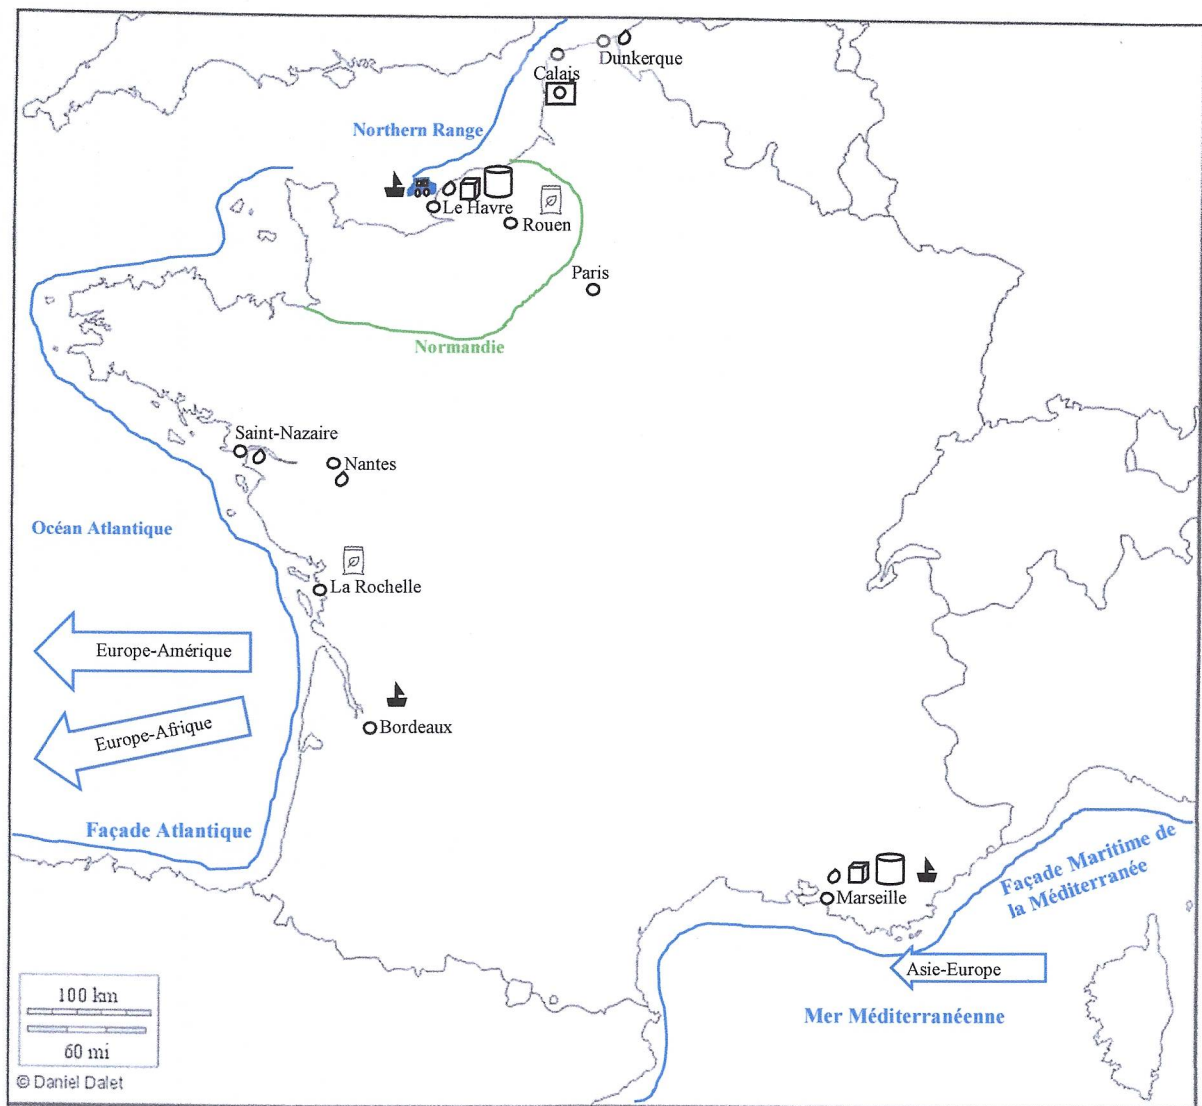 Dunkerque
Calais
Northern Range
Le Havre
Rouen
Paris
Normandie
Saint-Nazaire
Nantes
Océan Atlantique
La Rochelle
Europe-Amérique
Bordeaux
Europe-Afrique
Façade Atlantique
Façade Maritime de
la Méditerranée
Marseille
Asie-Europe
Mer Méditerranéenne
100 km
60 mi
© Daniel Dalet